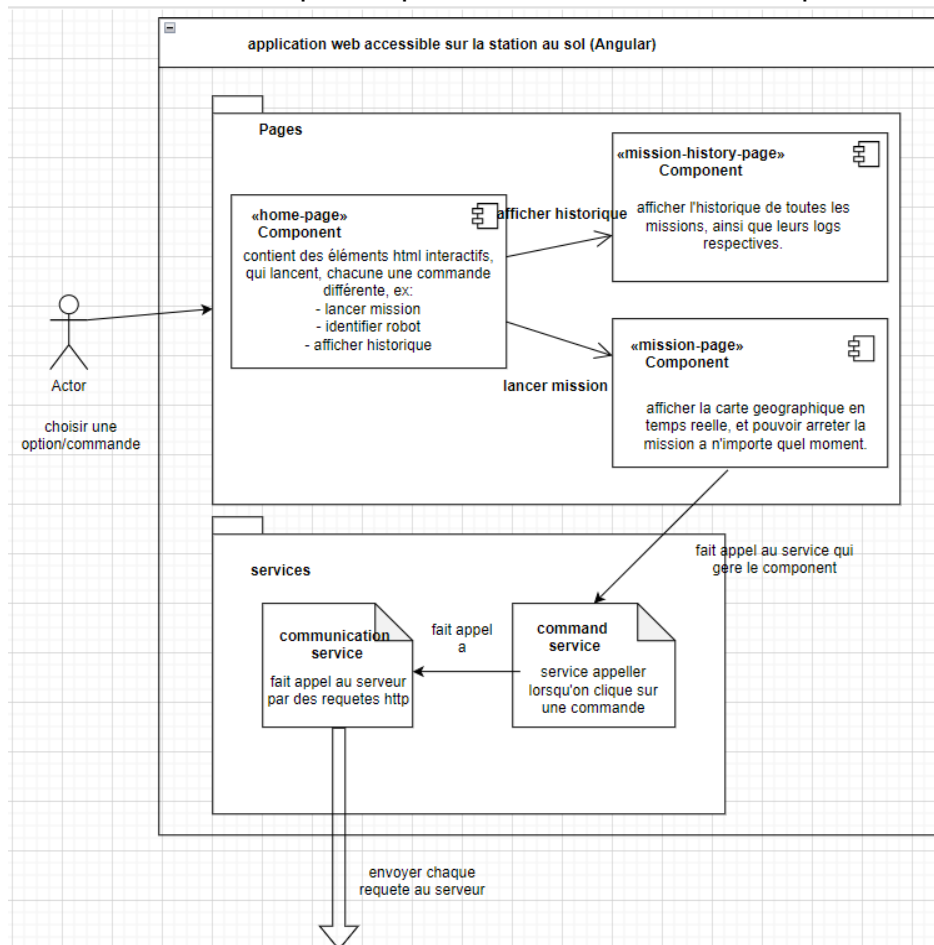 application web accessible sur la station au sol (Angular)
Pages
«home-page»
Component
contient des éléments html interactifs,
qui lancent, chacune une commande
différente, ex:
- lancer mission
- identifier robot
- afficher historique
afficher historique
«mission-history-page»
Component
afficher l'historique de toutes les
missions, ainsi que leurs logs
respectives.
lancer mission
«mission-page»
Component
afficher la carte geographique en
temps reelle, et pouvoir arreter la
mission a n'importe quel moment.
Actor
choisir une
option/commande
fait appel au service qui
gere le component
services
communication
service
fait appel au serveur
par des requetes http
fait appel
a
command
service
service appeller
lorsqu'on clique sur
une commande
envoyer chaque
requete au serveur